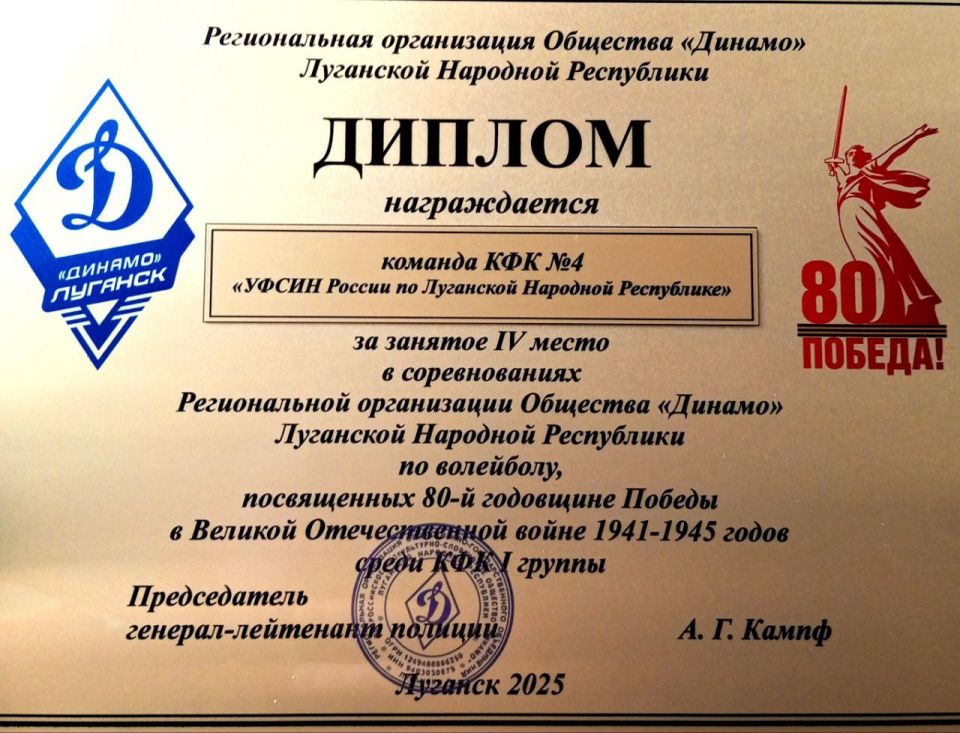 Региональная организация Общества «Динамо»
Луганской Народной Республики
ДИПЛОМ
награждается
команда КФК №4
«УФСИН России по Луганской Народной Республике»
за занятое IV место
в соревнованиях
Региональной организации Общества «Динамо»
Луганской Народной Республики
по волейболу,
посвященных 80-й годовщине Победы
в Великой Отечественной войне 1941-1945 годов
среди КФК I группы
Председатель
генерал-лейтенант полиции
А. Г. Кампф
Луганск 2025
Д
«ДИНАМО»
ЛУГАНСК
80
ПОБЕДА!